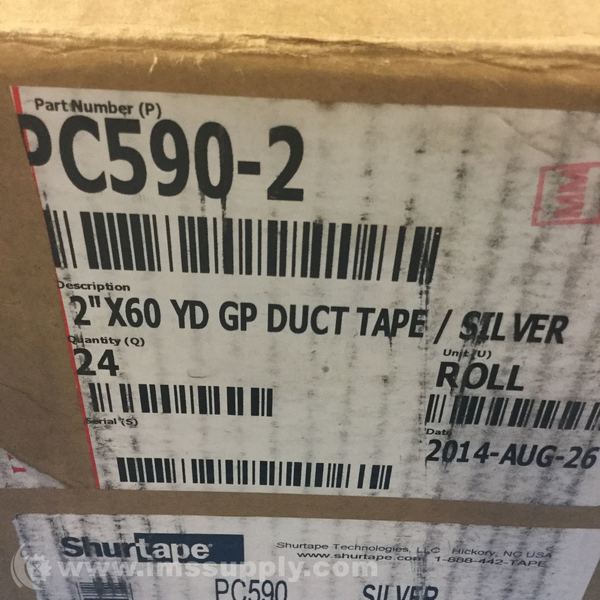 Part Number (P)
PC590-2
MM
Description
2" X60 YD GP DUCT TAPE / SILVER
Quantity (Q)
24
Unit (U)
ROLL
Serial (S)
Date
2014-AUG-26
Shurtape
Shurtape Technologies, LLC Hickory, NC USA
www.shurtape.com 1-888-442-TAPE
www.imssupply.com
PC590 SILVER